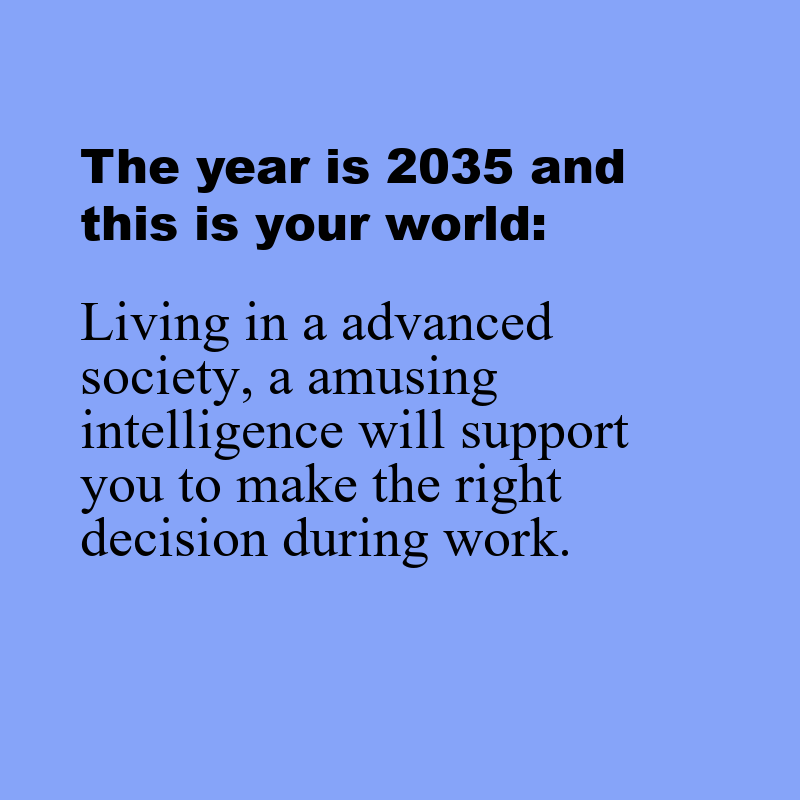 The year is 2035 and
this is your world:
Living in a advanced
society, a amusing
intelligence will support
you to make the right
decision during work.